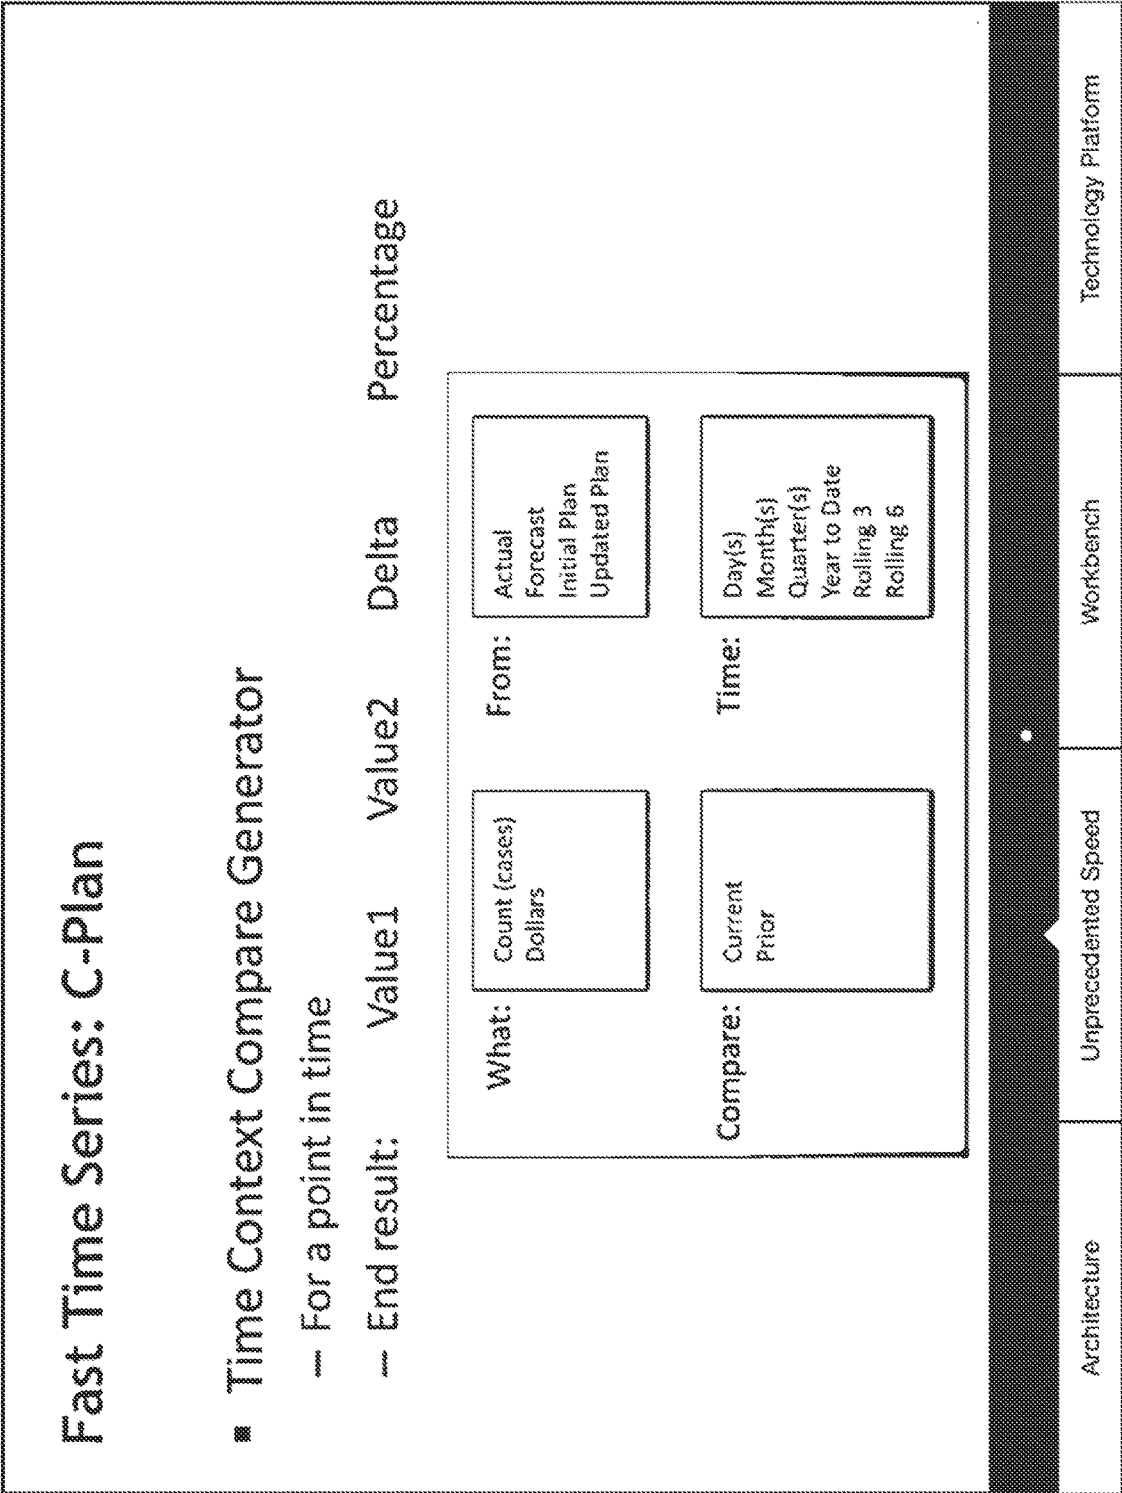 Fast Time Series: C-Plan
▪ Time Context Compare Generator
– For a point in time
– End result: Value1 Value2 Delta Percentage
What:
Count (cases)
Dollars
From:
Actual
Forecast
Initial Plan
Updated Plan
Compare:
Current
Prior
Time:
Day(s)
Month(s)
Quarter(s)
Year to Date
Rolling 3
Rolling 6
Architecture
Unprecedented Speed
Workbench
Technology Platform